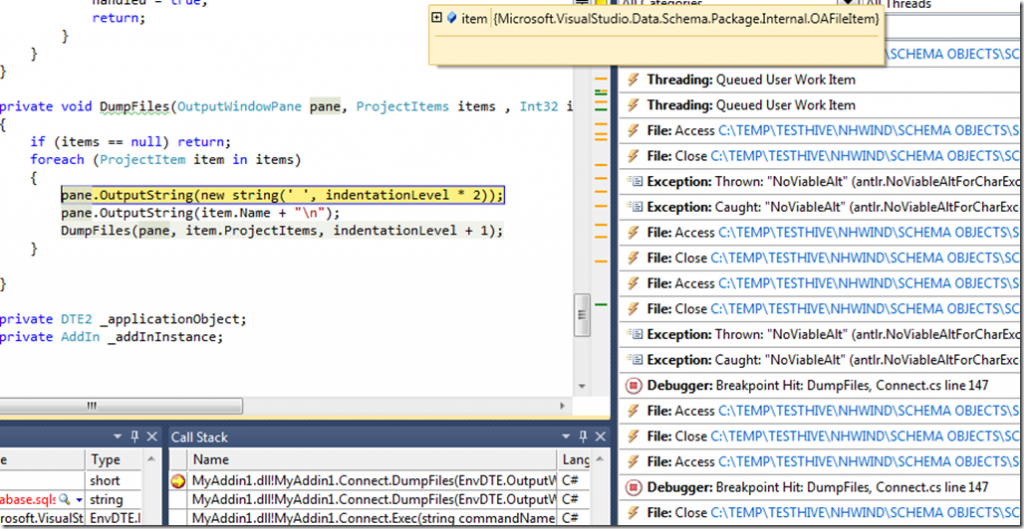 handled = true;
return;
}
}
}
private void DumpFiles(OutputWindowPane pane, ProjectItems items , Int32 i
{
if (items == null) return;
foreach (ProjectItem item in items)
{
pane.OutputString(new string(' ', indentationLevel * 2));
pane.OutputString(item.Name + "\n");
DumpFiles(pane, item.ProjectItems, indentationLevel + 1);
}
}
private DTE2 _applicationObject;
private AddIn _addInInstance;
item {Microsoft.VisualStudio.Data.Schema.Package.Internal.OAFileItem}
All Categories
All Threads
\SCHEMA OBJECTS\SC
Threading: Queued User Work Item
Threading: Queued User Work Item
File: Access C:\TEMP\TESTHIVE\NHWIND\SCHEMA OBJECTS\S
File: Close C:\TEMP\TESTHIVE\NHWIND\SCHEMA OBJECTS\SC
Exception: Thrown: "NoViableAlt" (antlr.NoViableAltForCharExc
Exception: Caught: "NoViableAlt" (antlr.NoViableAltForCharExc
File: Access C:\TEMP\TESTHIVE\NHWIND\SCHEMA OBJECTS\S
File: Close C:\TEMP\TESTHIVE\NHWIND\SCHEMA OBJECTS\SC
File: Access C:\TEMP\TESTHIVE\NHWIND\SCHEMA OBJECTS\S
File: Close C:\TEMP\TESTHIVE\NHWIND\SCHEMA OBJECTS\SC
Exception: Thrown: "NoViableAlt" (antlr.NoViableAltForCharExc
Exception: Caught: "NoViableAlt" (antlr.NoViableAltForCharExc
Debugger: Breakpoint Hit: DumpFiles, Connect.cs line 147
File: Access C:\TEMP\TESTHIVE\NHWIND\SCHEMA OBJECTS\S
File: Close C:\TEMP\TESTHIVE\NHWIND\SCHEMA OBJECTS\SC
File: Access C:\TEMP\TESTHIVE\NHWIND\SCHEMA OBJECTS\S
Debugger: Breakpoint Hit: DumpFiles, Connect.cs line 147
File: Close C:\TEMP\TESTHIVE\NHWIND\SCHEMA OBJECTS\SC
e Type
short
abase.sqls string
osoft.VisualSt EnvDTE.I
Call Stack
Name Lang
MyAddin1.dll!MyAddin1.Connect.DumpFiles(EnvDTE.OutputW C#
MyAddin1.dll!MyAddin1.Connect.DumpFiles(EnvDTE.OutputW C#
MyAddin1.dll!MyAddin1.Connect.Exec(string commandName C#